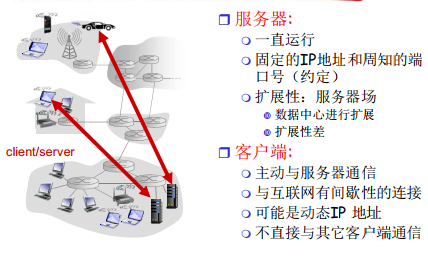 服务器：
一直运行
固定的IP地址和周知的端
口号（约定）
扩展性：服务器场
数据中心进行扩展
扩展性差
client/server
客户端：
主动与服务器通信
与互联网有间歇性的连接
可能是动态IP 地址
不直接与其它客户端通信